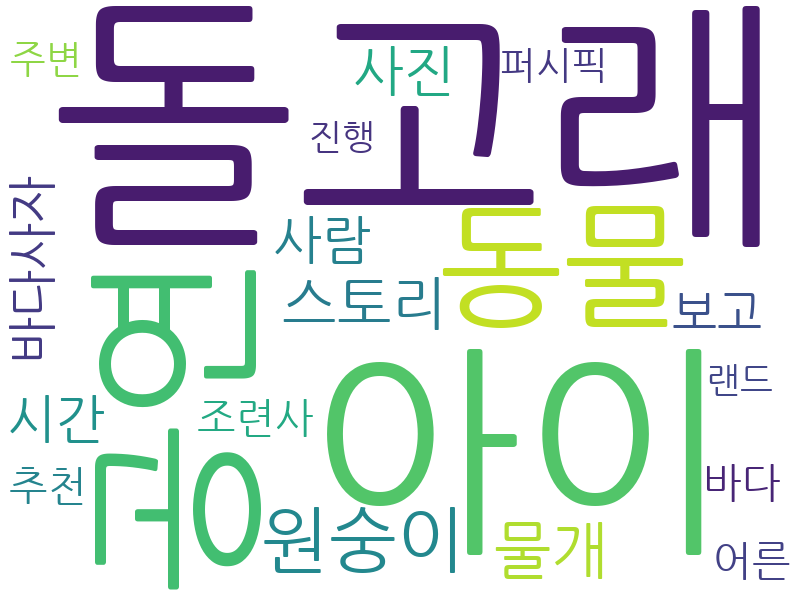 돌고래
주변
사진
퍼시픽
진행
바다사자
사람
동물
스토리
보고
공연
아이
랜드
시간
조련사
추천
바다
원숭이
물개
어른